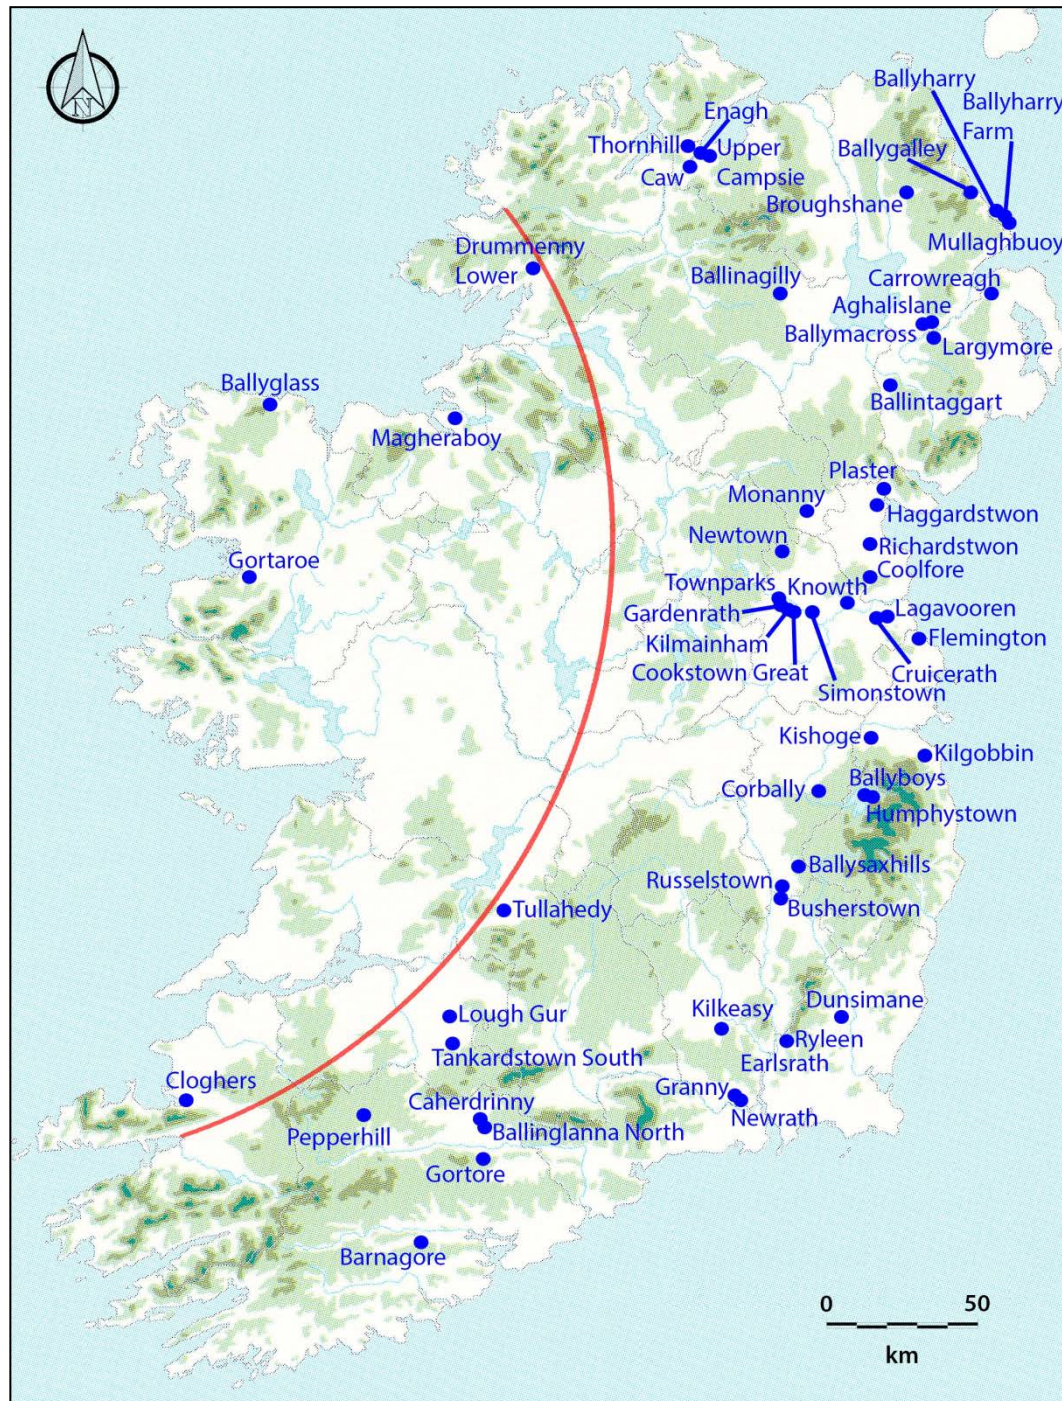 N
Ballyharry
Ballyharry
Farm
Enagh
Thornhill
Upper
Campsie
Caw
Ballygalley
Broughshane
Mullaghbuoy
Drummenny
Lower
Ballinagilly
Carrowreagh
Aghalislane
Ballymacross
Largymore
Ballyglass
Ballintaggart
Magheraboy
Plaster
Monanny
Haggardstwon
Newtown
Richardstwon
Gortaroe
Coolfore
Townparks
Knowth
Gardenrath
Lagavooren
Kilmainham
Flemington
Cookstown Great
Cruicerath
Simonstown
Kishoge
Kilgobbin
Ballyboys
Corbally
Humphystown
Ballysaxhills
Russelstown
Busherstown
Tullahedy
Dunsimane
Lough Gur
Kilkeasy
Ryleen
Tankardstown South
Earlsrath
Cloghers
Granny
Caherdrinny
Newrath
Pepperhill
Ballinglanna North
Gortore
Barnagore
0 50
km